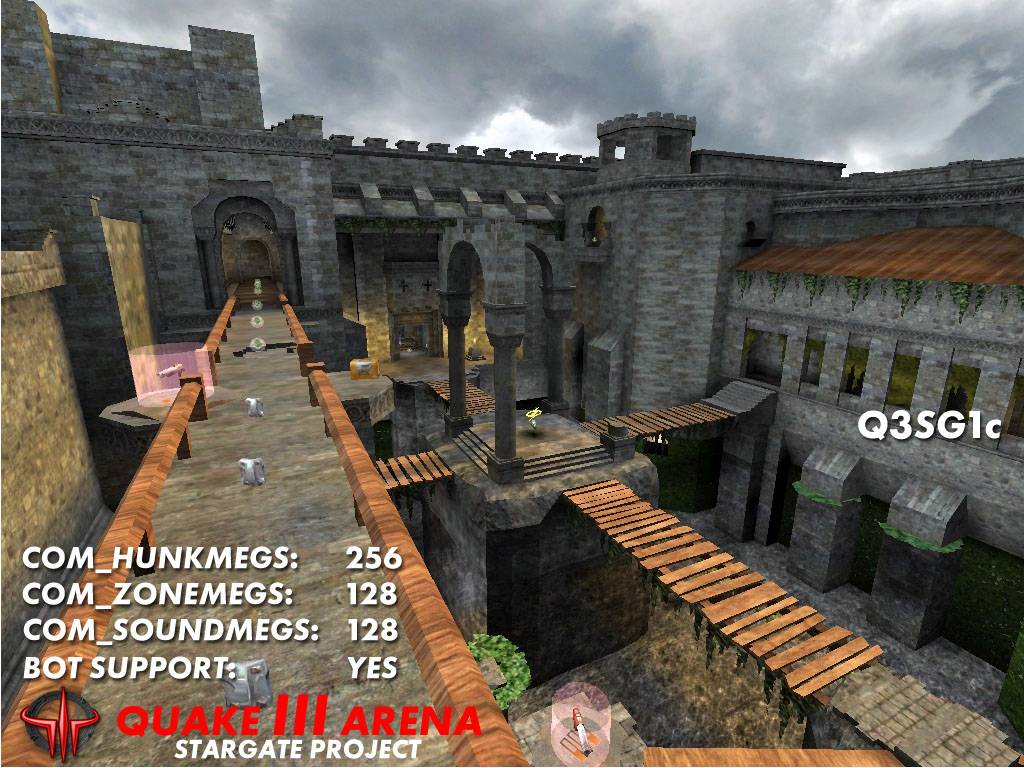 Q3SG1c
COM_HUNKMEGS: 256
COM_ZONEMEGS: 128
COM_SOUNDMEGS: 128
BOT SUPPORT: YES
QUAKE III ARENA
STARGATE PROJECT